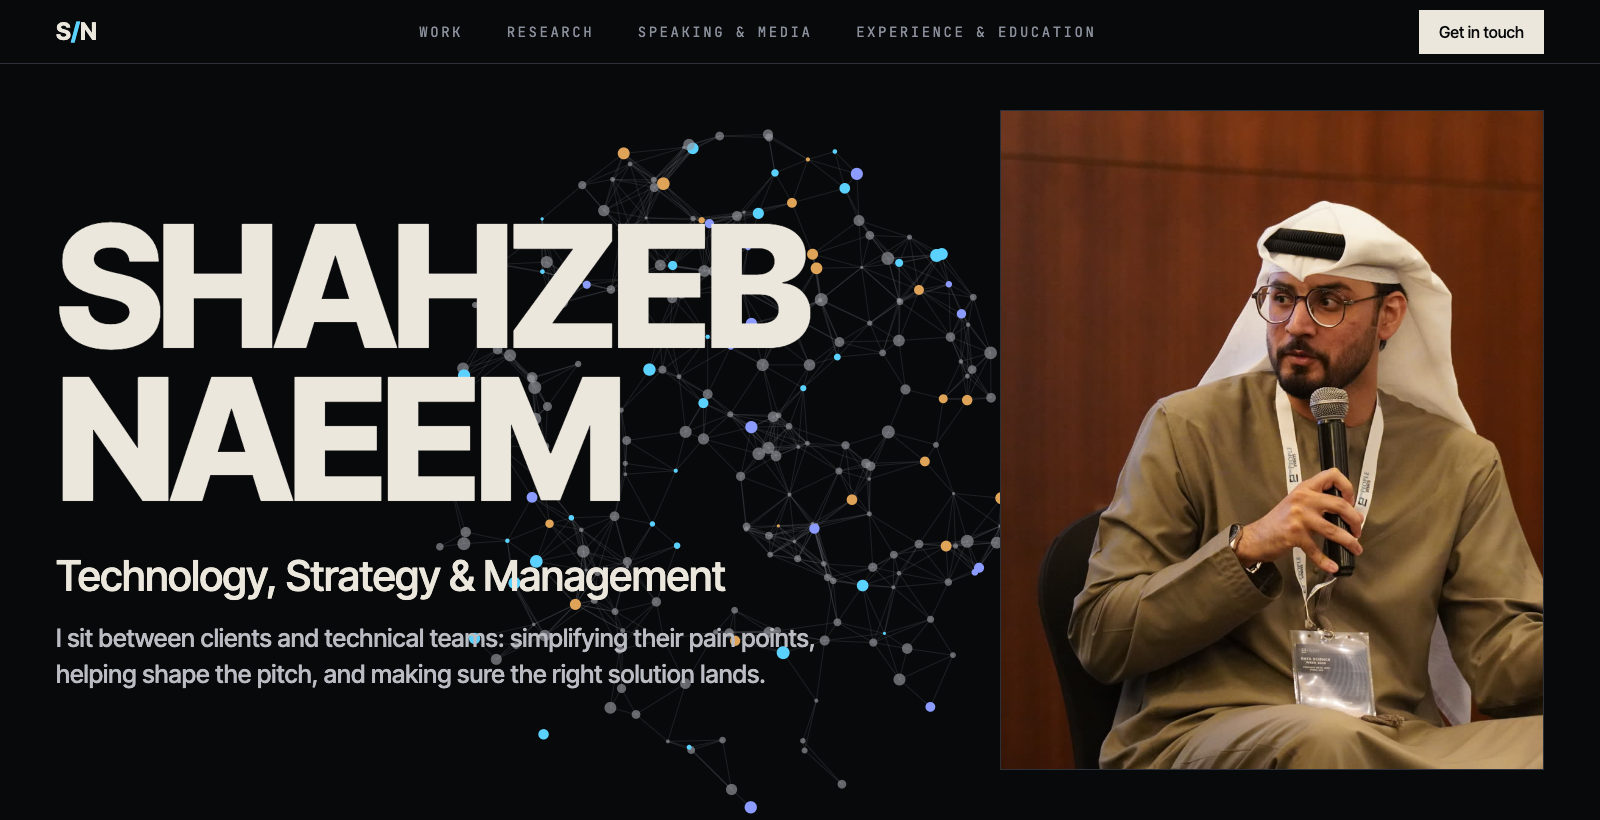 S/N
WORK
RESEARCH
SPEAKING & MEDIA
EXPERIENCE & EDUCATION
Get in touch
SHAHZEB
NAEEM
Technology, Strategy & Management
I sit between clients and technical teams: simplifying their pain points,
helping shape the pitch, and making sure the right solution lands.